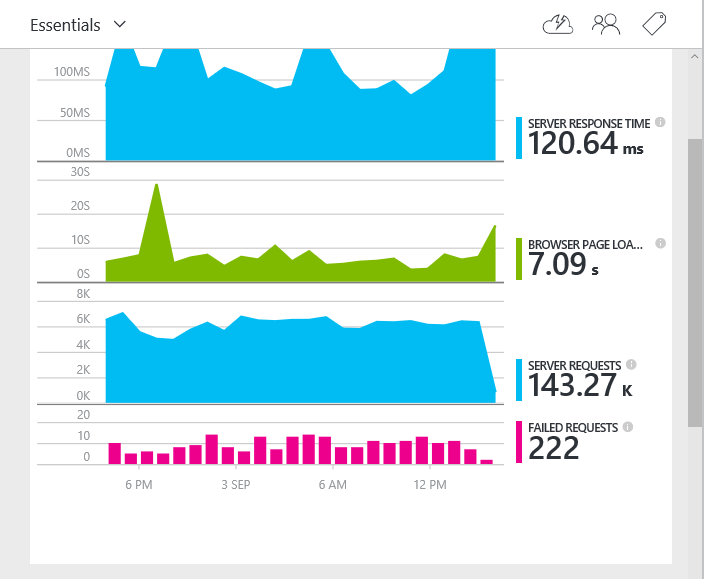 Essentials
100MS
50MS
0MS
SERVER RESPONSE TIME
120.64 ms
30S
20S
10S
0S
BROWSER PAGE LOA...
7.09 s
8K
6K
4K
2K
0K
SERVER REQUESTS
143.27 K
20
10
0
FAILED REQUESTS
222
6 PM 3 SEP 6 AM 12 PM